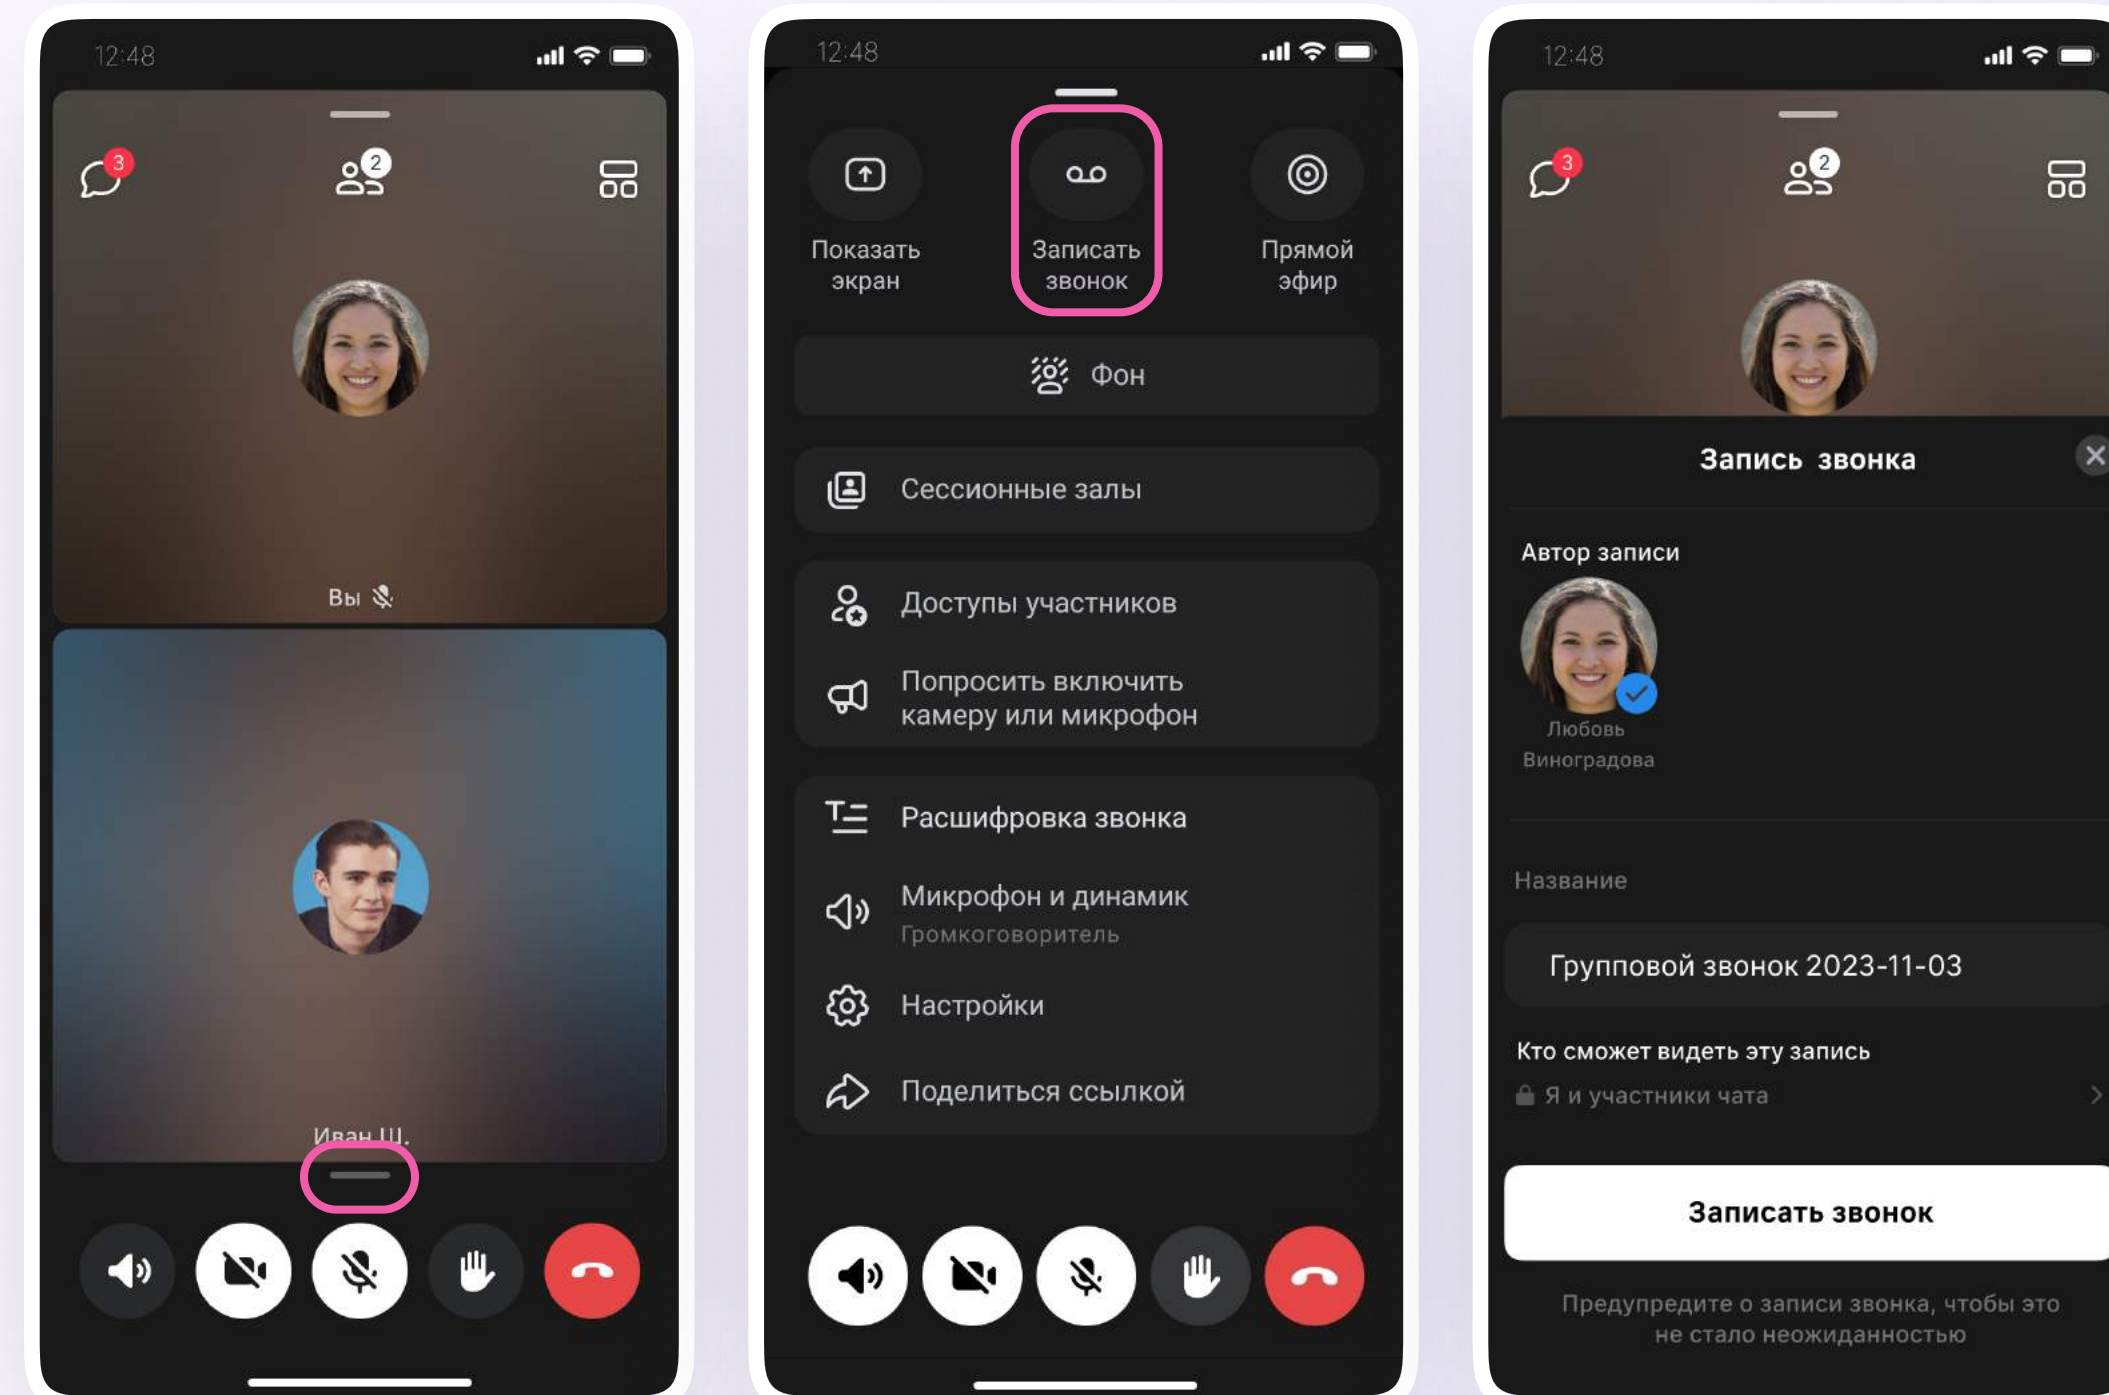 12:48
3
2
Вы
Иван Ш.
12:48
Показать
экран
Записать
звонок
Прямой
эфир
Фон
Сессионные залы
Доступы участников
Попросить включить
камеру или микрофон
Расшифровка звонка
Микрофон и динамик
Громкоговоритель
Настройки
Поделиться ссылкой
12:48
3
2
Запись звонка
Автор записи
Любовь
Виноградова
Название
Групповой звонок 2023-11-03
Кто сможет видеть эту запись
Я и участники чата
Записать звонок
Предупредите о записи звонка, чтобы это
не стало неожиданностью